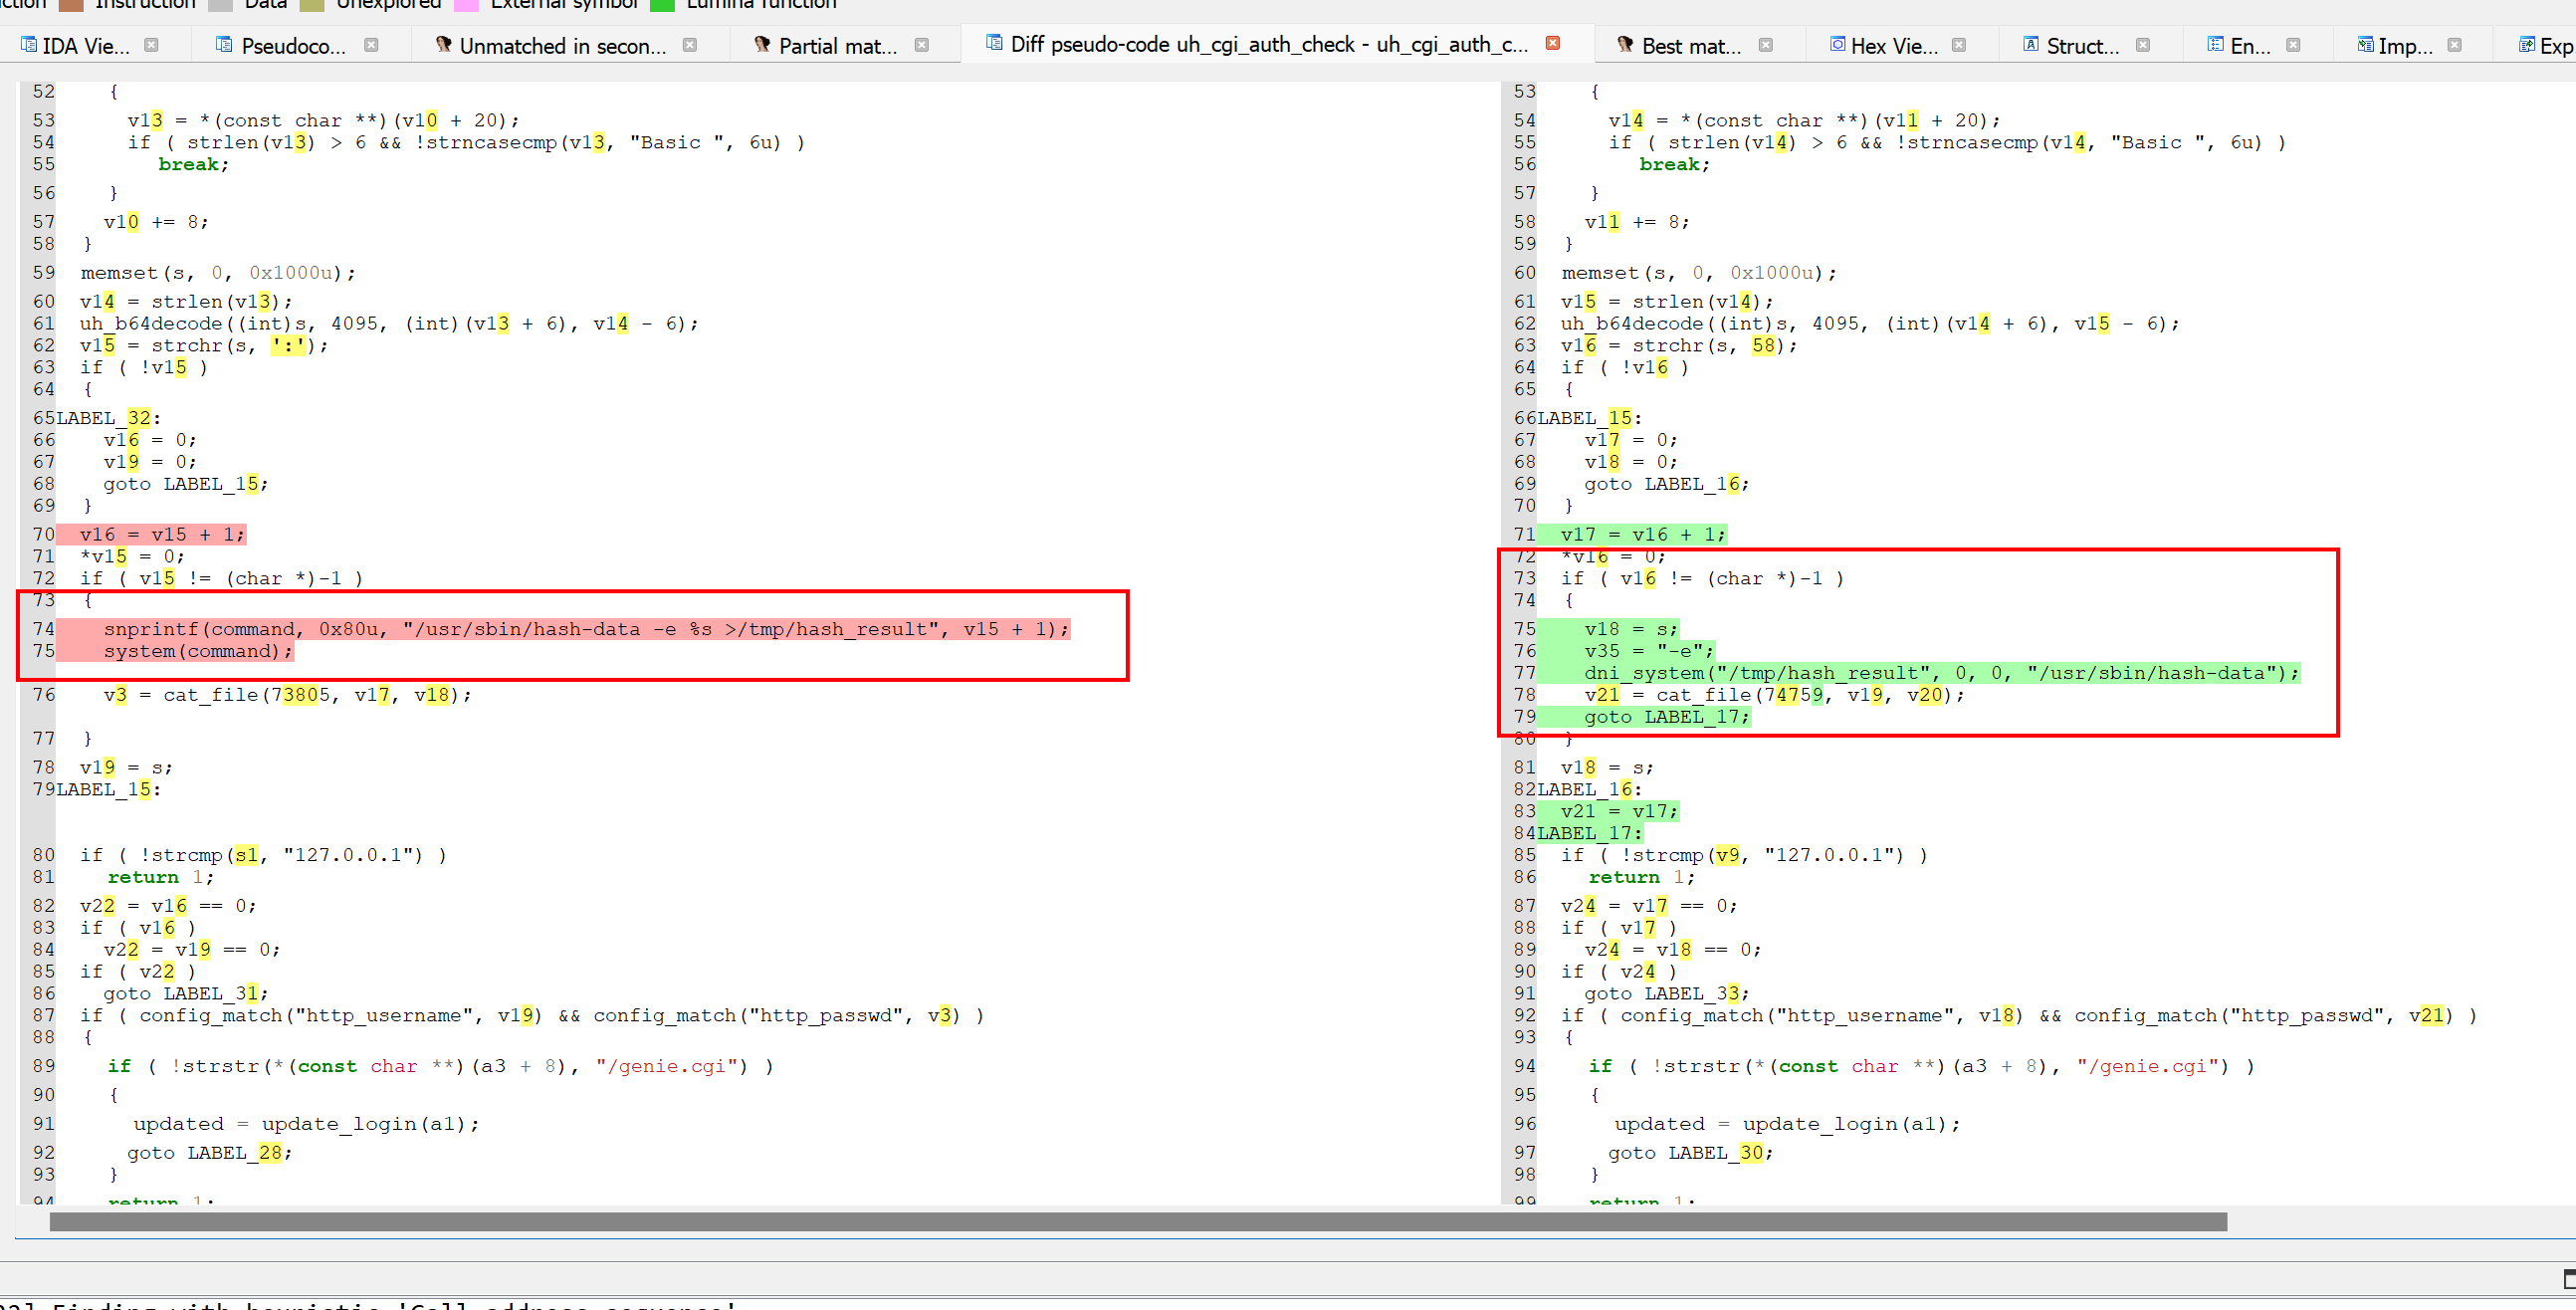 Instruction Data Unexplored External symbol Lumina function
IDA Vie... Pseudoco... Unmatched in secon... Partial mat... Diff pseudo-code uh_cgi_auth_check - uh_cgi_auth_c... Best mat... Hex Vie... Struct... En... Imp... Exp
52 {
53 v13 = *(const char **)(v10 + 20);
54 if ( strlen(v13) > 6 && !strncasecmp(v13, "Basic ", 6u) )
55 break;
56 }
57 v10 += 8;
58 }
59 memset(s, 0, 0x1000u);
60 v14 = strlen(v13);
61 uh_b64decode((int)s, 4095, (int)(v13 + 6), v14 - 6);
62 v15 = strchr(s, ':');
63 if ( !v15 )
64 {
65LABEL_32:
66 v16 = 0;
67 v19 = 0;
68 goto LABEL_15;
69 }
70 v16 = v15 + 1;
71 *v15 = 0;
72 if ( v15 != (char *)-1 )
73 {
74 snprintf(command, 0x80u, "/usr/sbin/hash-data -e %s >/tmp/hash_result", v15 + 1);
75 system(command);
76 v3 = cat_file(73805, v17, v18);
77 }
78 v19 = s;
79LABEL_15:
80 if ( !strcmp(s1, "127.0.0.1") )
81 return 1;
82 v22 = v16 == 0;
83 if ( v16 )
84 v22 = v19 == 0;
85 if ( v22 )
86 goto LABEL_31;
87 if ( config_match("http_username", v19) && config_match("http_passwd", v3) )
88 {
89 if ( !strstr(*(const char **)(a3 + 8), "/genie.cgi") )
90 {
91 updated = update_login(a1);
92 goto LABEL_28;
93 }
94 return 1;
53 {
54 v14 = *(const char **)(v11 + 20);
55 if ( strlen(v14) > 6 && !strncasecmp(v14, "Basic ", 6u) )
56 break;
57 }
58 v11 += 8;
59 }
60 memset(s, 0, 0x1000u);
61 v15 = strlen(v14);
62 uh_b64decode((int)s, 4095, (int)(v14 + 6), v15 - 6);
63 v16 = strchr(s, 58);
64 if ( !v16 )
65 {
66LABEL_15:
67 v17 = 0;
68 v18 = 0;
69 goto LABEL_16;
70 }
71 v17 = v16 + 1;
72 *v16 = 0;
73 if ( v16 != (char *)-1 )
74 {
75 v18 = s;
76 v35 = "-e";
77 dni_system("/tmp/hash_result", 0, 0, "/usr/sbin/hash-data");
78 v21 = cat_file(74759, v19, v20);
79 goto LABEL_17;
80 }
81 v18 = s;
82LABEL_16:
83 v21 = v17;
84LABEL_17:
85 if ( !strcmp(v9, "127.0.0.1") )
86 return 1;
87 v24 = v17 == 0;
88 if ( v17 )
89 v24 = v18 == 0;
90 if ( v24 )
91 goto LABEL_33;
92 if ( config_match("http_username", v18) && config_match("http_passwd", v21) )
93 {
94 if ( !strstr(*(const char **)(a3 + 8), "/genie.cgi") )
95 {
96 updated = update_login(a1);
97 goto LABEL_30;
98 }
99 return 1;
Finding with heuristic 'Call address sequence'